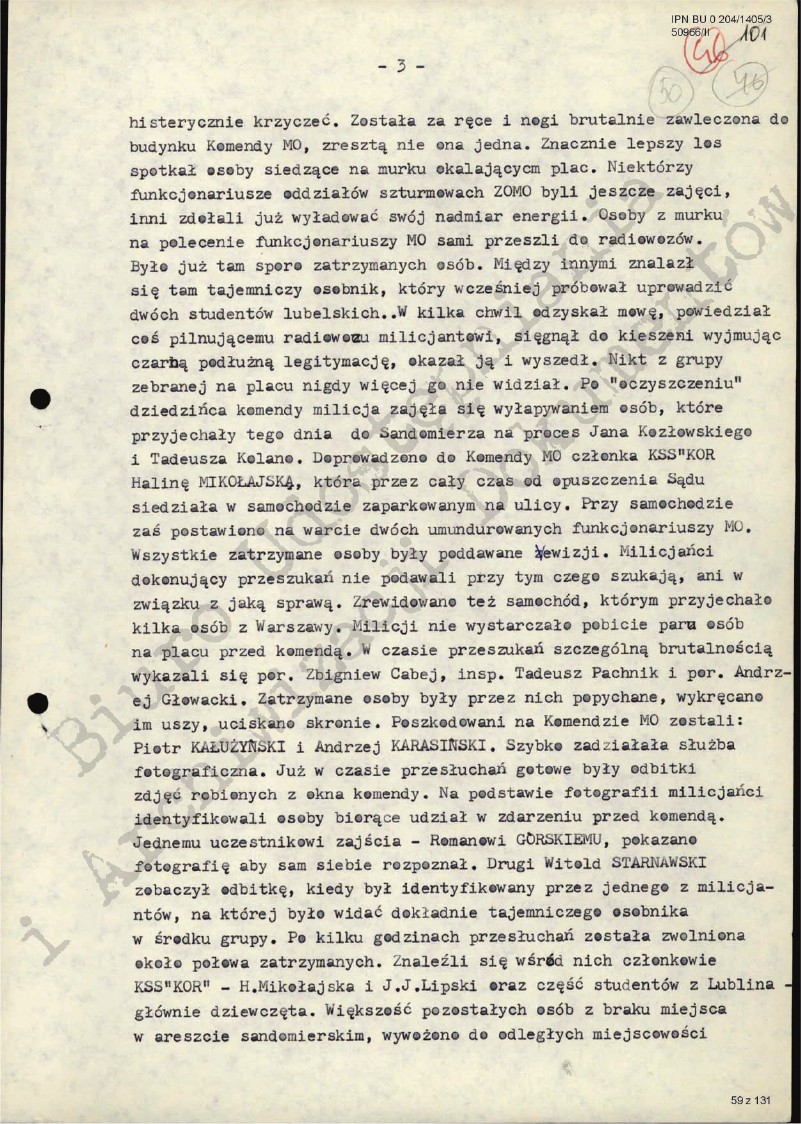 IPN BU 0 204/1405/3
50966/II
101
46
- 3 -
50
46
histerycznie krzyczeć. Została za ręce i nogi brutalnie zawleczona do
budynku Komendy MO, zresztą nie ona jedna. Znacznie lepszy los
spotkał osoby siedzące na murku okalającycm plac. Niektórzy
funkcjonariusze oddziałów szturmowach ZOMO byli jeszcze zajęci,
inni zdołali już wyładować swój nadmiar energii. Osoby z murku
na polecenie funkcjonariuszy MO sami przeszli do radiowozów.
Było już tam sporo zatrzymanych osób. Między innymi znalazł
się tam tajemniczy osobnik, który wcześniej próbował uprowadzić
dwóch studentów lubelskich..W kilka chwil odzyskał mowę, powiedział
coś pilnującemu radiowozu milicjantowi, sięgnął do kieszeni wyjmując
czarną podłużną legitymację, okazał ją i wyszedł. Nikt z grupy
zebranej na placu nigdy więcej go nie widział. Po "oczyszczeniu"
dziedzińca komendy milicja zajęła się wyłapywaniem osób, które
przyjechały tego dnia do Sandomierza na proces Jana Kozłowskiego
i Tadeusza Kolano. Doprowadzono do Komendy MO członka KSS"KOR
Halinę MIKOŁAJSKĄ, która przez cały czas od opuszczenia Sądu
siedziała w samochodzie zaparkowanym na ulicy. Przy samochodzie
zaś postawiono na warcie dwóch umundurowanych funkcjonariuszy MO.
Wszystkie zatrzymane osoby były poddawane rewizji. Milicjańci
dokonujący przeszukań nie podawali przy tym czego szukają, ani w
związku z jaką sprawą. Zrewidowano też samochód, którym przyjechało
kilka osób z Warszawy. Milicji nie wystarczało pobicie paru osób
na placu przed komendą. W czasie przeszukań szczególną brutalnością
wykazali się por. Zbigniew Cabej, insp. Tadeusz Pachnik i por. Andrz-
ej Głowacki. Zatrzymane osoby były przez nich popychane, wykręcano
im uszy, uciskano skronie. Poszkodowani na Komendzie MO zostali:
Piotr KAŁUŻYŃSKI i Andrzej KARASIŃSKI. Szybko zadziałała służba
fotograficzna. Już w czasie przesłuchań gotowe były odbitki
zdjęć robionych z okna komendy. Na podstawie fotografii milicjańci
identyfikowali osoby biorące udział w zdarzeniu przed komendą.
Jednemu uczestnikowi zajścia - Romanowi GÓRSKIEMU, pokazano
fotografię aby sam siebie rozpoznał. Drugi Witold STARNAWSKI
zobaczył odbitkę, kiedy był identyfikowany przez jednego z milicja-
ntów, na której było widać dokładnie tajemniczego osobnika
w środku grupy. Po kilku godzinach przesłuchań została zwolniona
około połowa zatrzymanych. Znaleźli się wśród nich członkowie
KSS"KOR" - H.Mikołajska i J.J.Lipski oraz część studentów z Lublina -
głównie dziewczęta. Większość pozostałych osób z braku miejsca
w areszcie sandomierskim, wywożono do odległych miejscowości
Biuro Udostępniania
i Archiwizacji Dokumentów
59 z 131